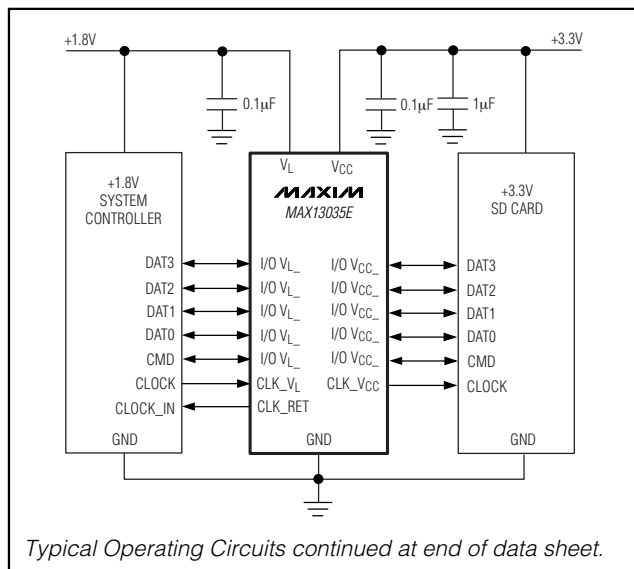 +1.8V
+3.3V
0.1µF
0.1µF
1µF
+1.8V
SYSTEM
CONTROLLER
DAT3
DAT2
DAT1
DAT0
CMD
CLOCK
CLOCK_IN
GND
VL
VCC
MAXIM
MAX13035E
I/O VL_
I/O VCC_
I/O VL_
I/O VCC_
I/O VL_
I/O VCC_
I/O VL_
I/O VCC_
I/O VL_
I/O VCC_
CLK_VL
CLK_VCC
CLK_RET
GND
+3.3V
SD CARD
DAT3
DAT2
DAT1
DAT0
CMD
CLOCK
GND
Typical Operating Circuits continued at end of data sheet.